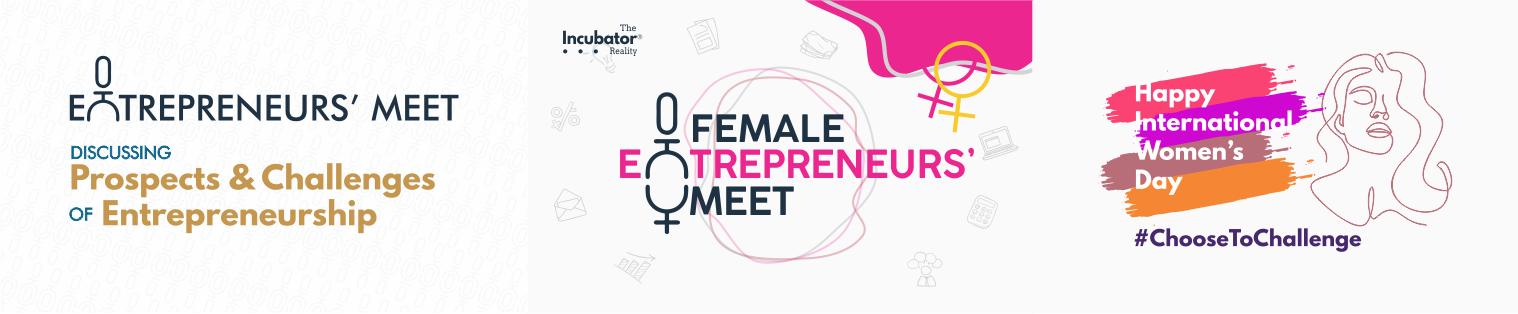 ENTREPRENEURS' MEET
DISCUSSING
Prospects & Challenges
OF Entrepreneurship
The
Incubator®
Reality
FEMALE
ENTREPRENEURS'
MEET
Happy
International
Women's
Day
#ChooseToChallenge